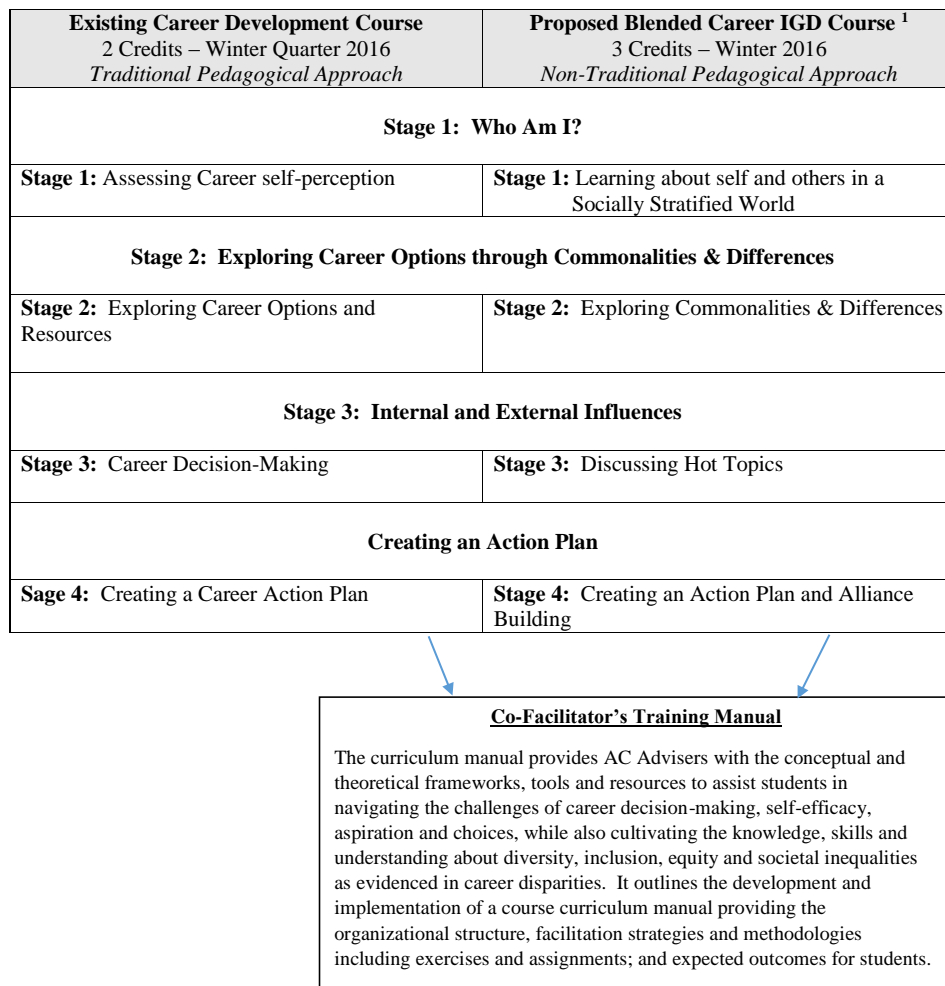 Existing Career Development Course
2 Credits – Winter Quarter 2016
Traditional Pedagogical Approach
Proposed Blended Career IGD Course 1
3 Credits – Winter 2016
Non-Traditional Pedagogical Approach
Stage 1: Who Am I?
Stage 1: Assessing Career self-perception
Stage 1: Learning about self and others in a
Socially Stratified World
Stage 2: Exploring Career Options through Commonalities & Differences
Stage 2: Exploring Career Options and
Resources
Stage 2: Exploring Commonalities & Differences
Stage 3: Internal and External Influences
Stage 3: Career Decision-Making
Stage 3: Discussing Hot Topics
Creating an Action Plan
Sage 4: Creating a Career Action Plan
Stage 4: Creating an Action Plan and Alliance
Building
Co-Facilitator's Training Manual
The curriculum manual provides AC Advisers with the conceptual and
theoretical frameworks, tools and resources to assist students in
navigating the challenges of career decision-making, self-efficacy,
aspiration and choices, while also cultivating the knowledge, skills and
understanding about diversity, inclusion, equity and societal inequalities
as evidenced in career disparities. It outlines the development and
implementation of a course curriculum manual providing the
organizational structure, facilitation strategies and methodologies
including exercises and assignments; and expected outcomes for students.